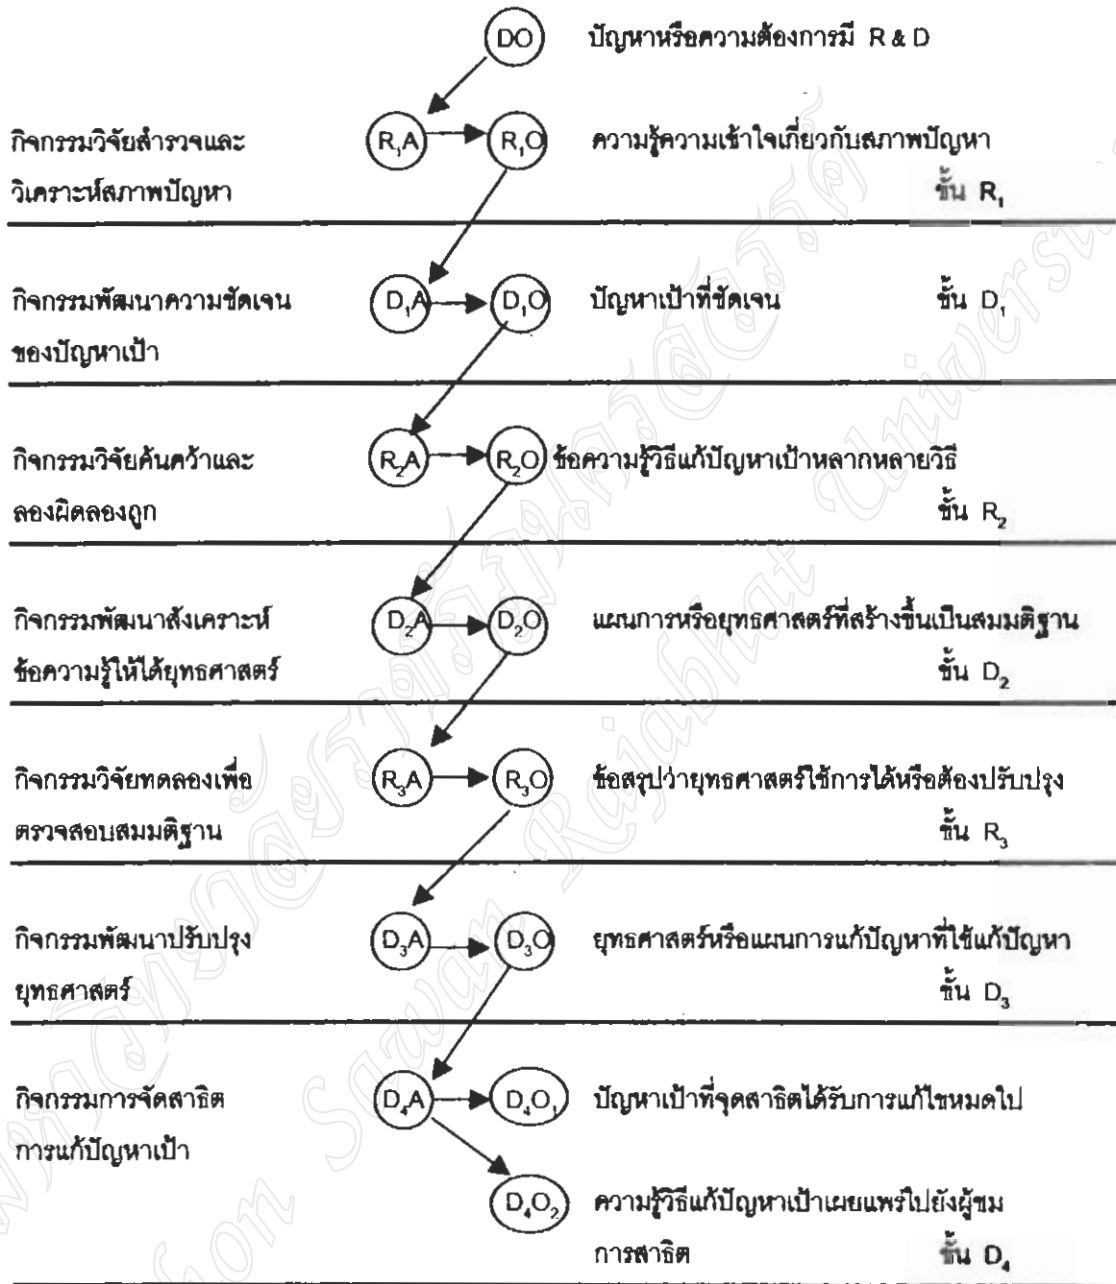 DO ปัญหาหรือความต้องการมี R & D
กิจกรรมวิจัยสำรวจและ R₁A R₁O ความรู้ความเข้าใจเกี่ยวกับสภาพปัญหา
วิเคราะห์สภาพปัญหา ขั้น R₁
กิจกรรมพัฒนาความชัดเจน D₁A D₁O ปัญหาเป้าที่ชัดเจน ขั้น D₁
ของปัญหาเป้า
กิจกรรมวิจัยค้นคว้าและ R₂A R₂O ข้อความรู้วิธีแก้ปัญหาเป้าหลากหลายวิธี
ลองผิดลองถูก ขั้น R₂
กิจกรรมพัฒนาสังเคราะห์ D₂A D₂O แผนการหรือยุทธศาสตร์ที่สร้างขึ้นเป็นสมมติฐาน
ข้อความรู้ให้ได้ยุทธศาสตร์ ขั้น D₂
กิจกรรมวิจัยทดลองเพื่อ R₃A R₃O ข้อสรุปว่ายุทธศาสตร์ใช้การได้หรือต้องปรับปรุง
ตรวจสอบสมมติฐาน ขั้น R₃
กิจกรรมพัฒนาปรับปรุง D₃A D₃O ยุทธศาสตร์หรือแผนการแก้ปัญหาที่ใช้แก้ปัญหา
ยุทธศาสตร์ ขั้น D₃
กิจกรรมการจัดสาธิต D₄A D₄O₁ ปัญหาเป้าที่จุดสาธิตได้รับการแก้ไขหมดไป
การแก้ปัญหาเป้า
D₄O₂ ความรู้วิธีแก้ปัญหาเป้าเผยแพร่ไปยังผู้ชม
การสาธิต ขั้น D₄